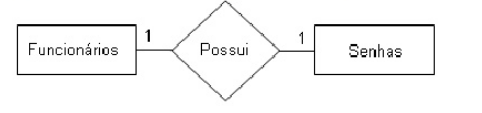 Funcionários
1
Possui
1
Senhas